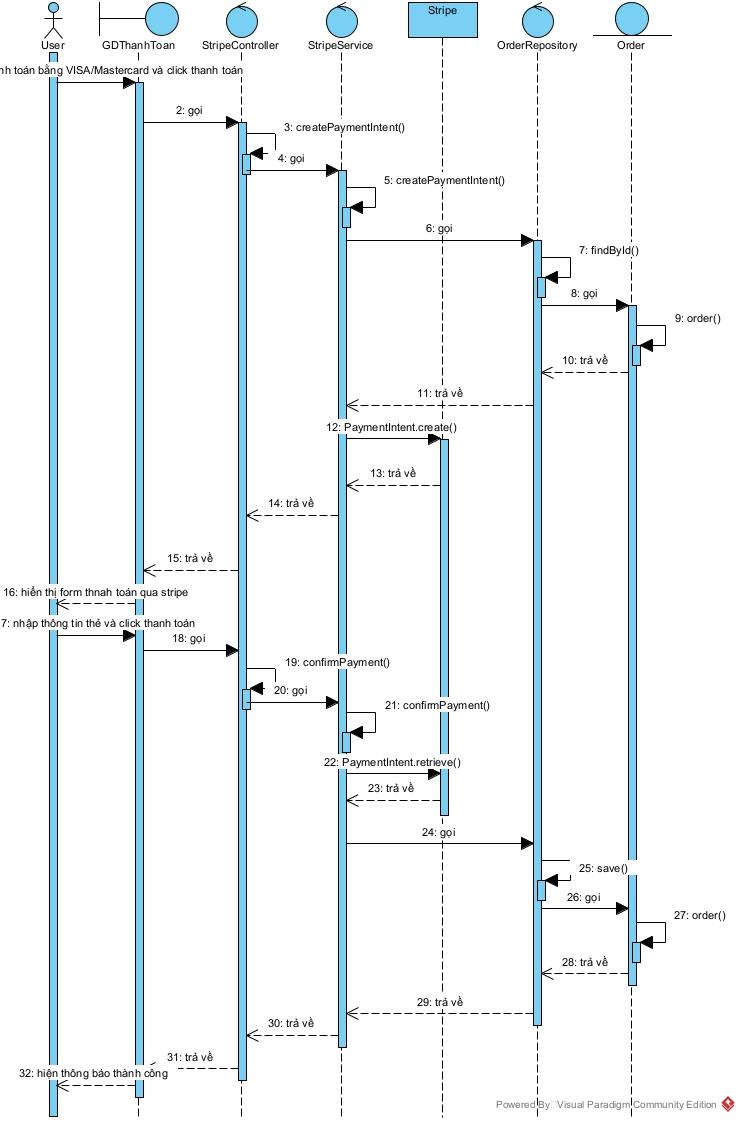 Stripe
User
GDThanhToan
StripeController
StripeService
OrderRepository
Order
toán bằng VISA/Mastercard và click thanh toán
2: gọi
3: createPaymentIntent()
4: gọi
5: createPaymentIntent()
6: gọi
7: findById()
8: gọi
9: order()
10: trả về
11: trả về
12: PaymentIntent.create()
13: trả về
14: trả về
15: trả về
16: hiển thị form thnah toán qua stripe
7: nhập thông tin thẻ và click thanh toán
18: gọi
19: confirmPayment()
20: gọi
21: confirmPayment()
22: PaymentIntent.retrieve()
23: trả về
24: gọi
25: save()
26: gọi
27: order()
28: trả về
29: trả về
30: trả về
31: trả về
32: hiện thông báo thành công
Powered By Visual Paradigm Community Edition